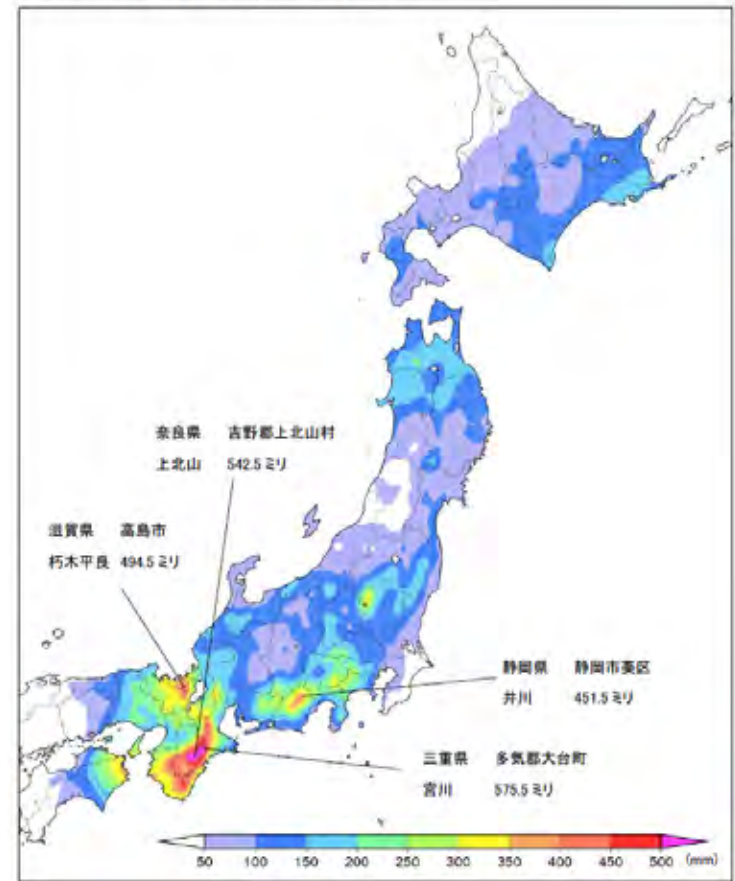 奈良県 吉野郡上北山村
上北山 542.5 ミリ
滋賀県 高島市
朽木平良 494.5 ミリ
静岡県 静岡市葵区
井川 451.5 ミリ
三重県 多気郡大台町
宮川 575.5 ミリ
50 100 150 200 250 300 350 400 450 500 (mm)